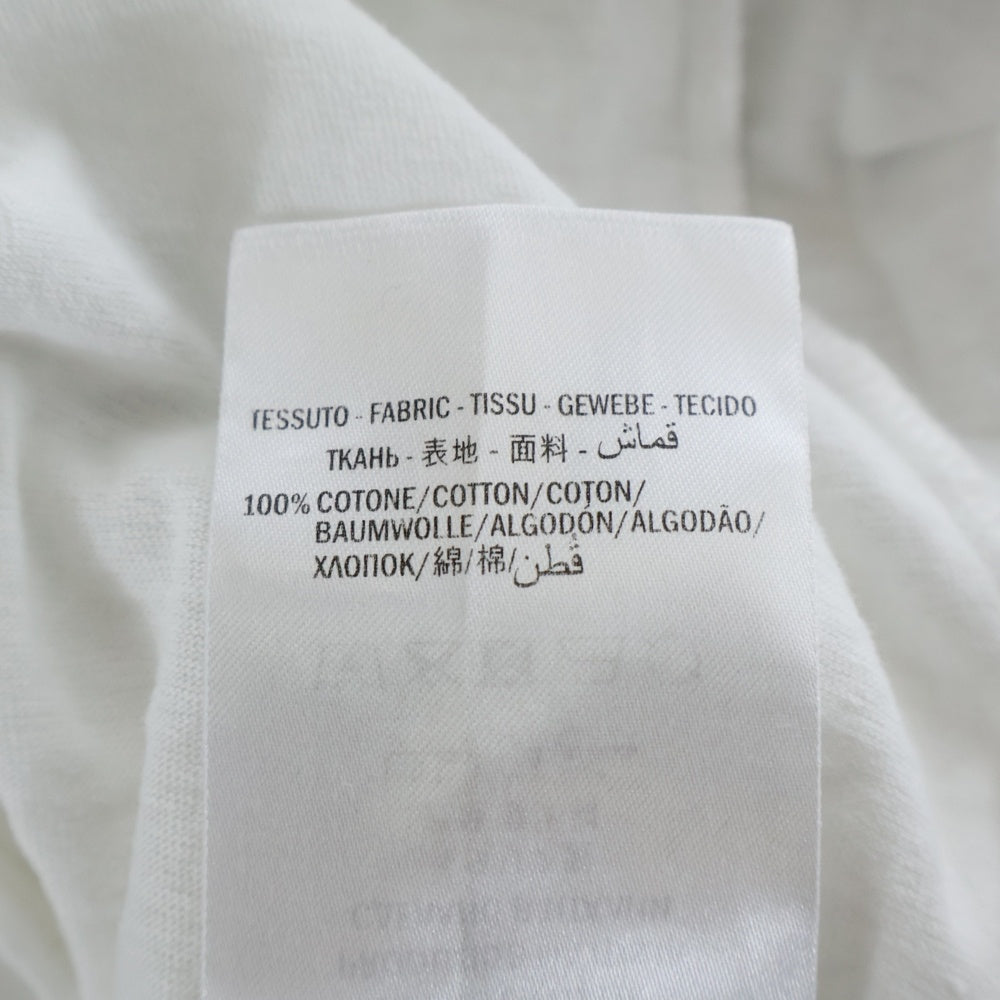 TESSUTO - FABRIC - TISSU - GEWEBE - TECIDO
ТКАНЬ - 表地 - 面料 - قماش
100% COTONE/COTTON/COTON/
BAUMWOLLE/ALGODÓN/ALGODÃO/
ХЛОПОК/綿/棉/قطن